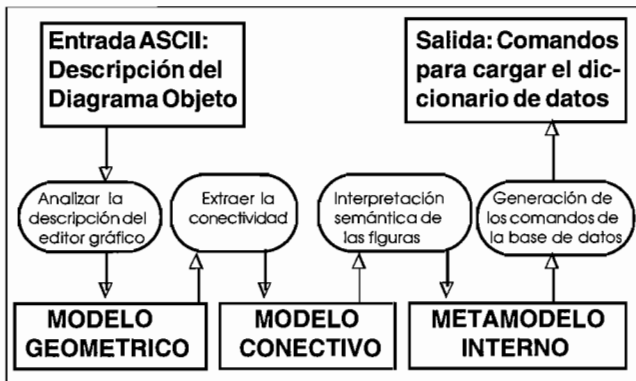 Entrada ASCII:
Descripción del
Diagrama Objeto
Salida: Comandos
para cargar el dic-
cionario de datos
Analizar la
descripción del
editor gráfico
Extraer la
conectividad
Interpretación
semántica de
las figuras
Generación de
los comandos de
la base de datos
MODELO
GEOMETRICO
MODELO
CONECTIVO
METAMODELO
INTERNO